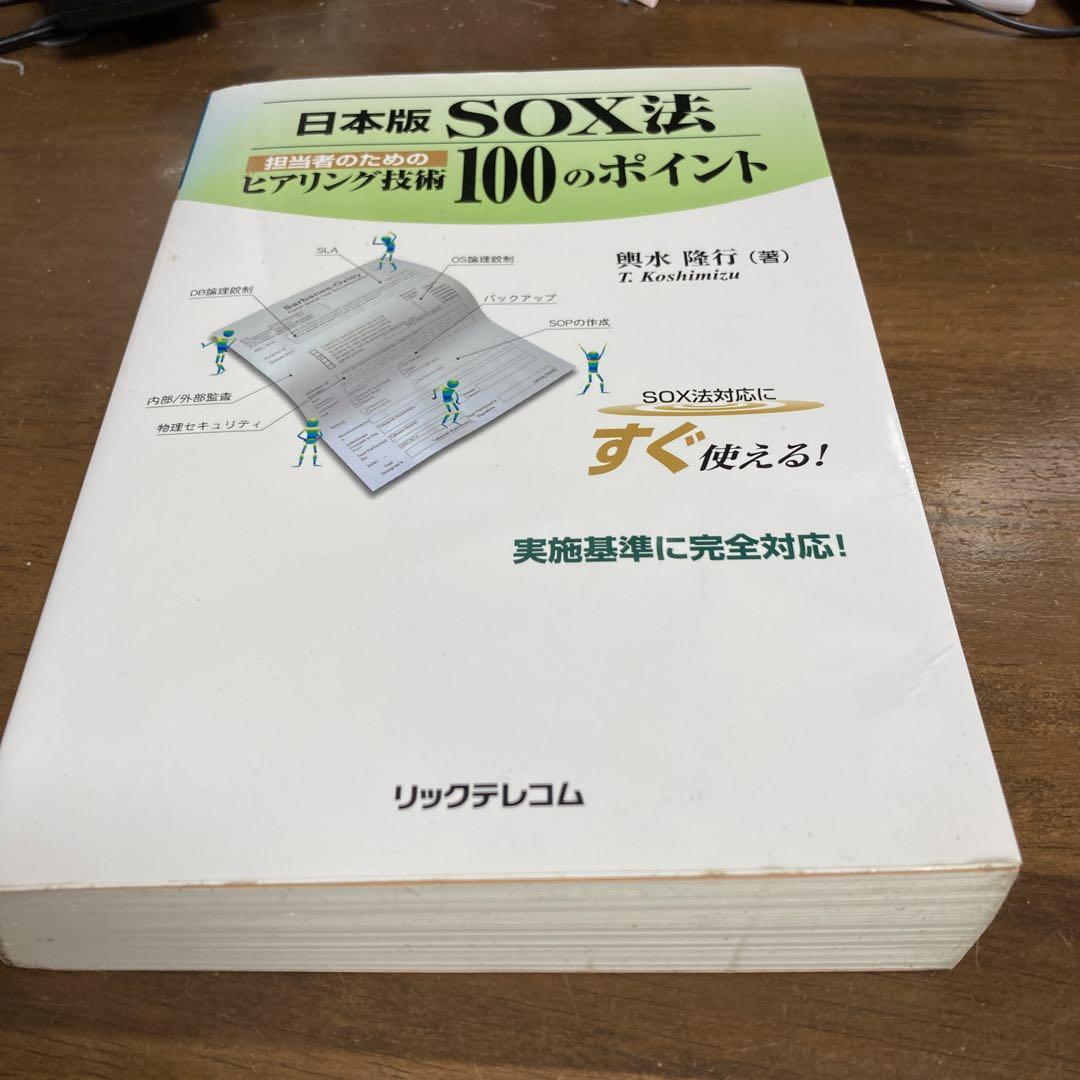 日本版 SOX法
担当者のための
ヒアリング技術 100のポイント
輿水 隆行（著）
T. Koshimizu
SLA
OS論理統制
DB論理統制
バックアップ
SOPの作成
内部/外部監査
物理セキュリティ
Sarbanes-Oxley
SOX法対応に
すぐ使える!
実施基準に完全対応!
リックテレコム